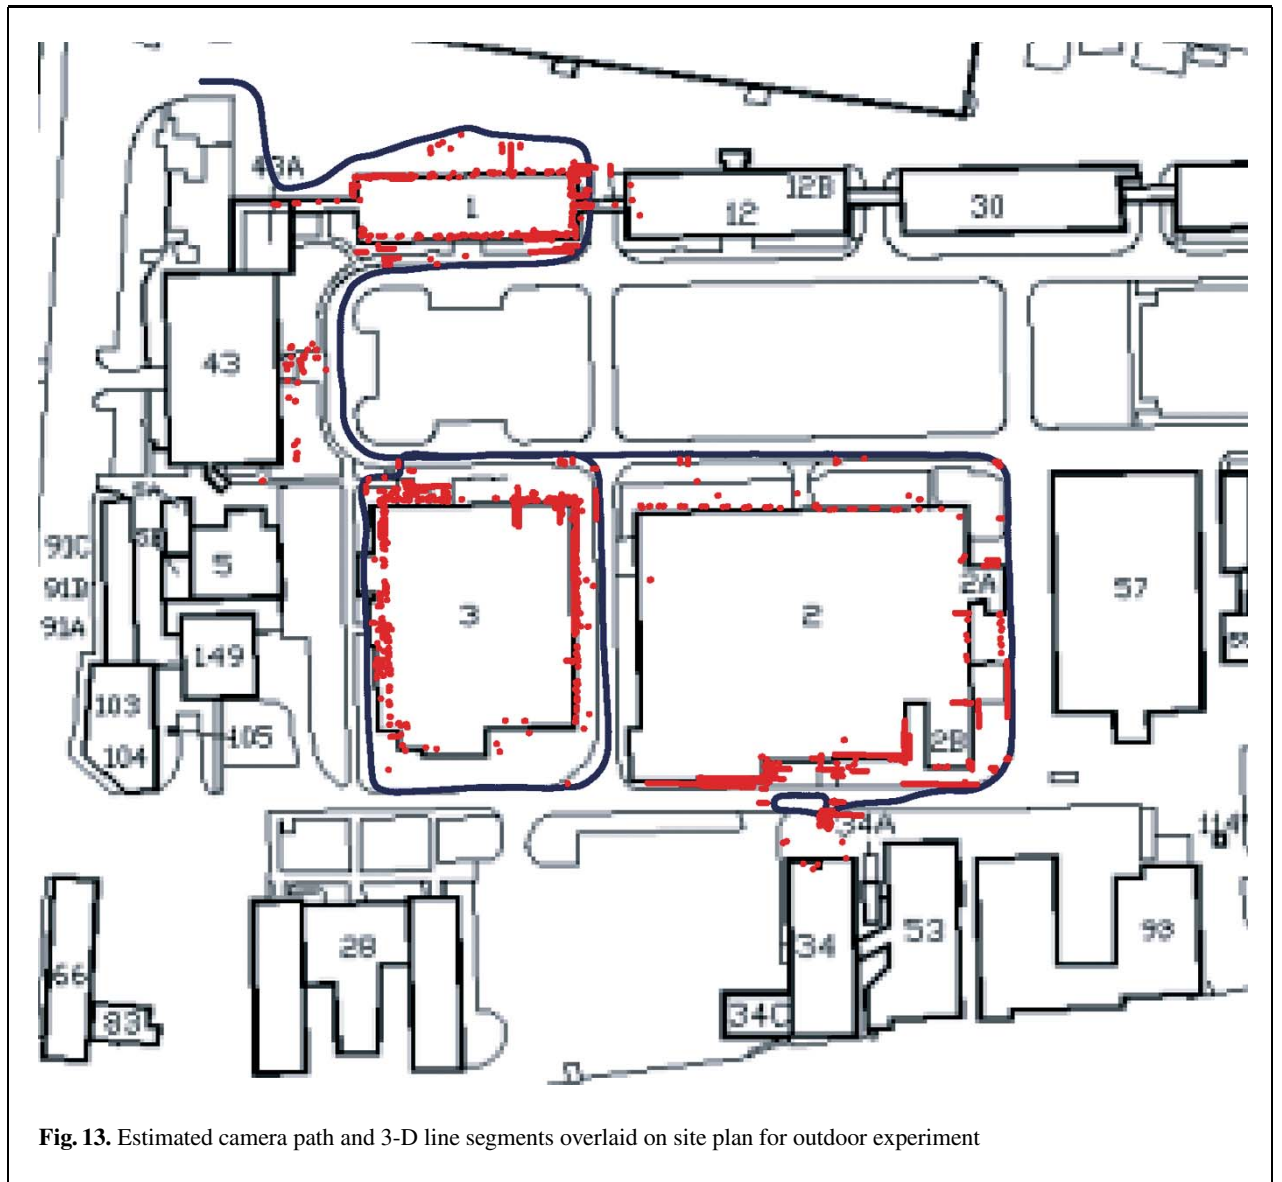 43A
1
12B
12
30
43
5A
5B
5
91C
91D
91A
3
2
2A
57
149
103
104
105
2B
34A
114
28
34
53
66
34C
83
Fig. 13. Estimated camera path and 3-D line segments overlaid on site plan for outdoor experiment